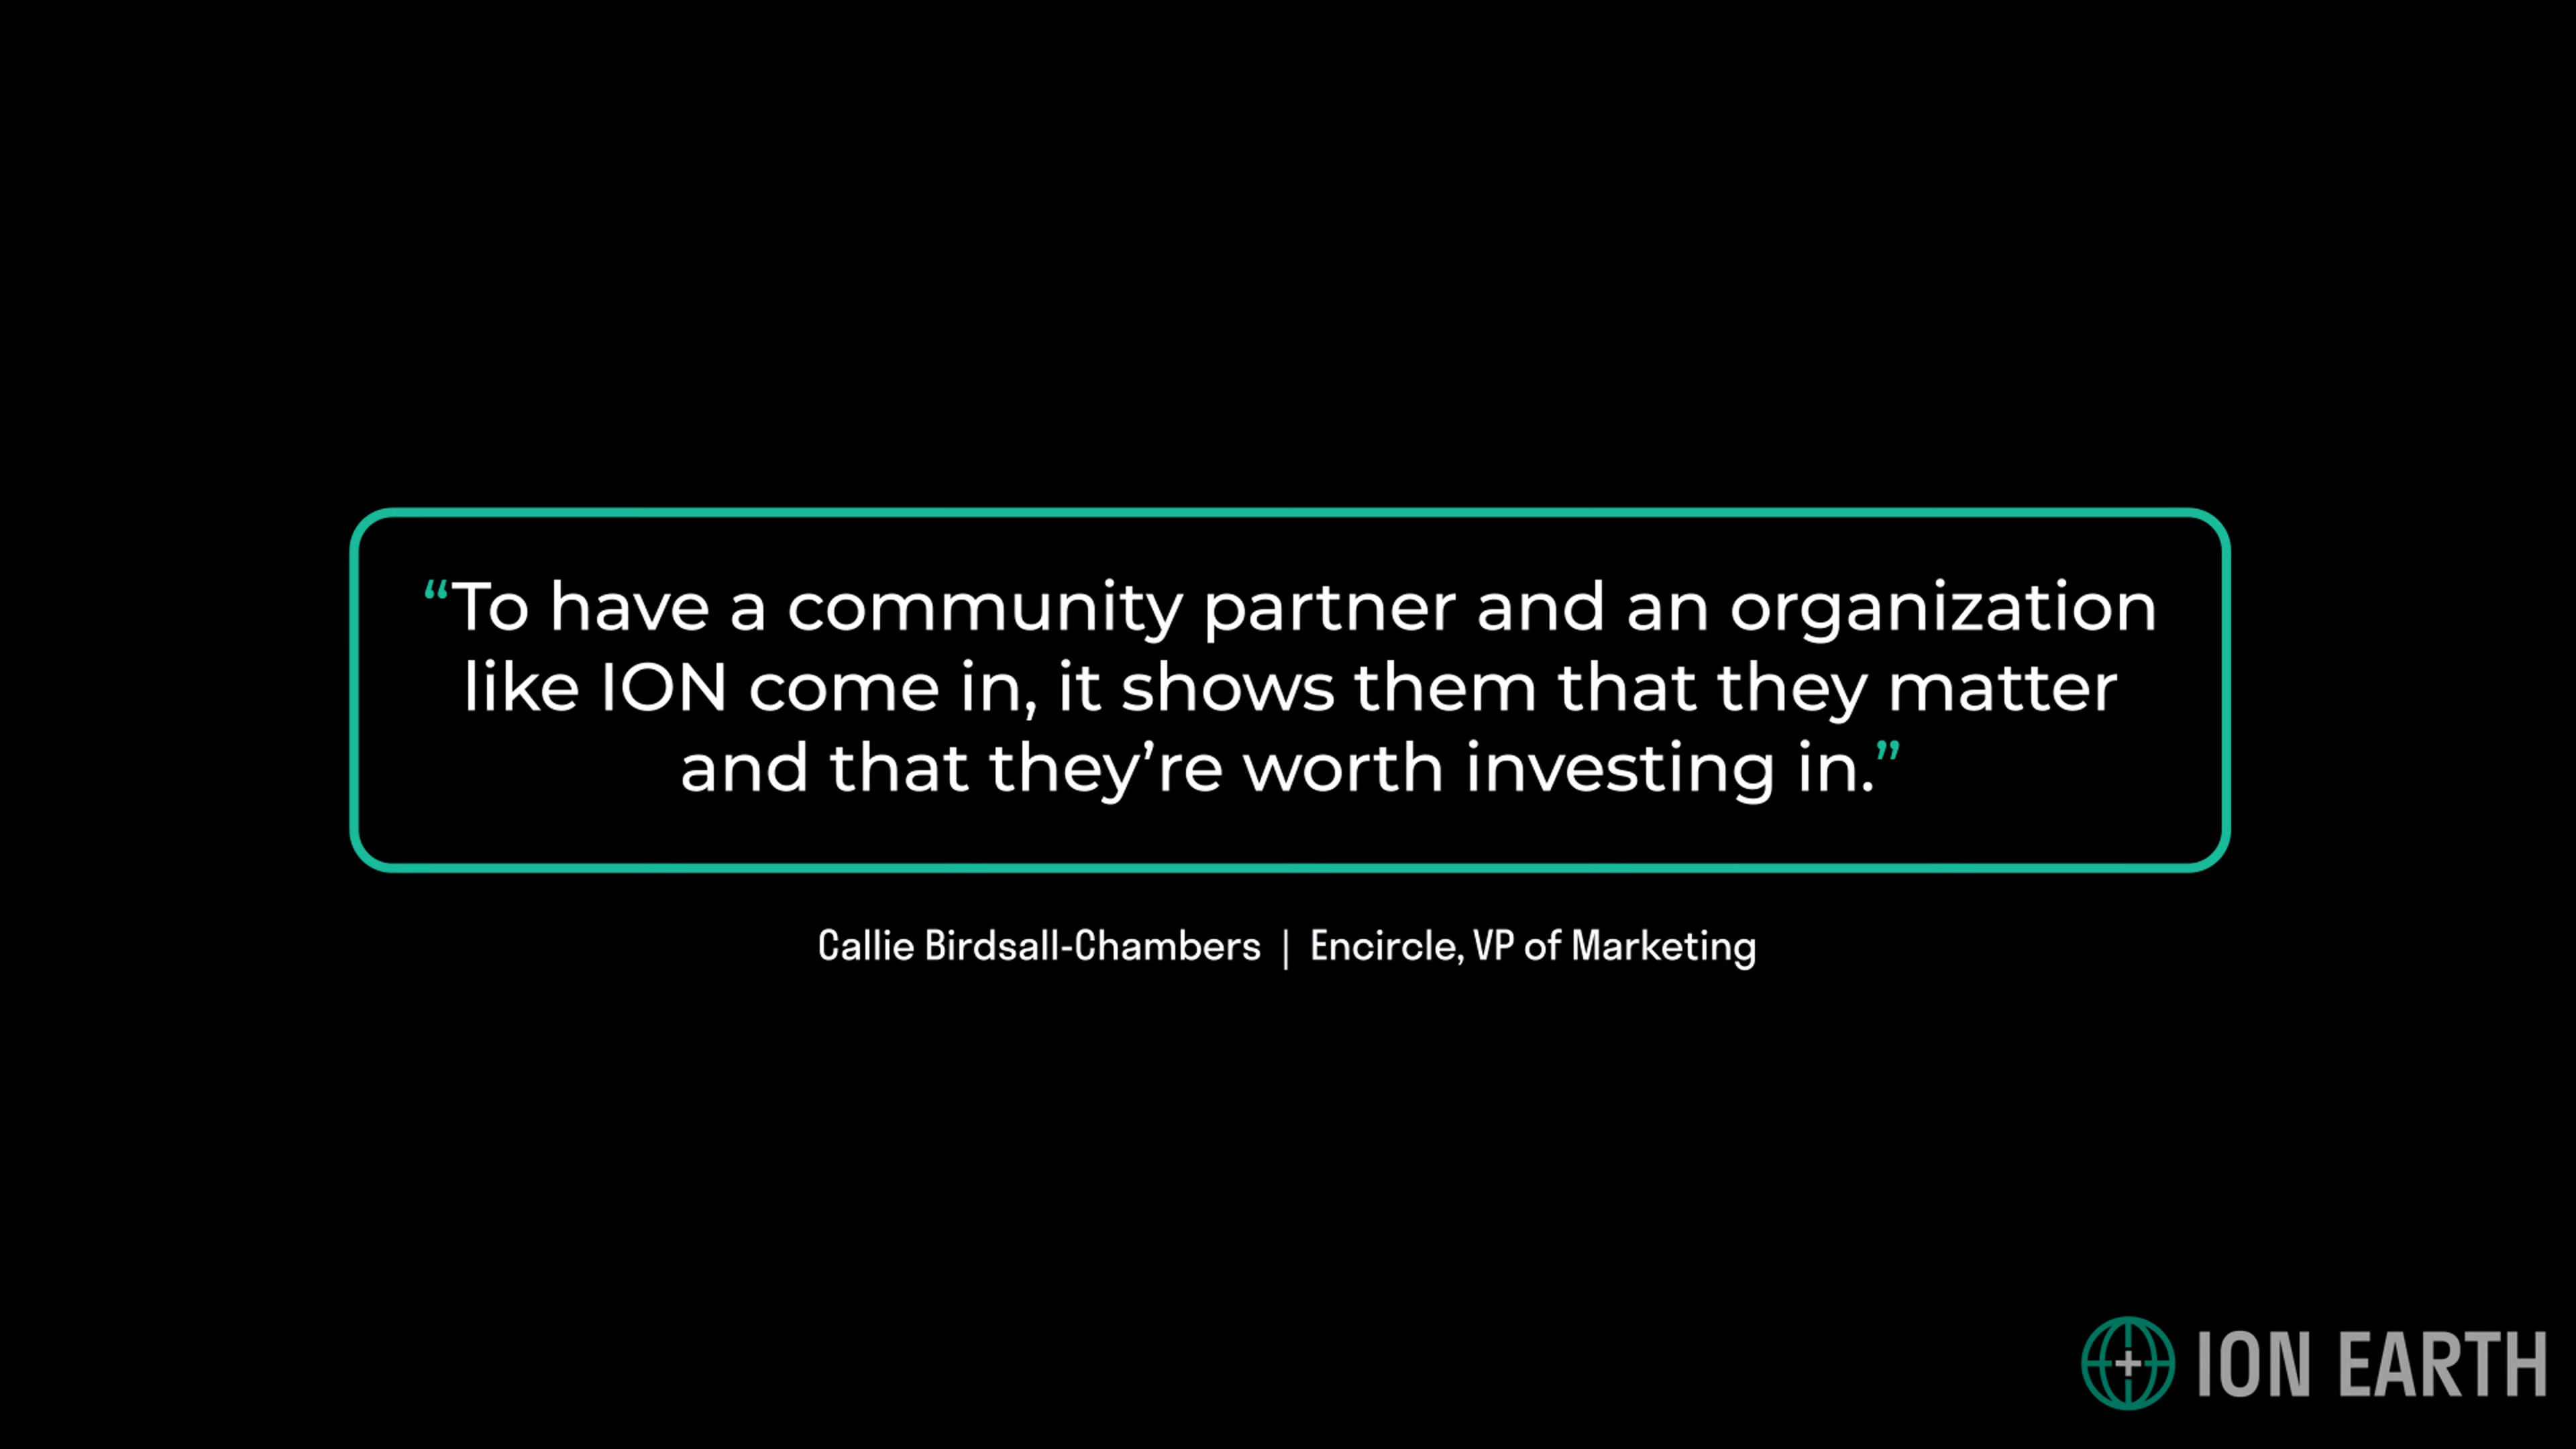 “To have a community partner and an organization
like ION come in, it shows them that they matter
and that they’re worth investing in.”
Callie Birdsall-Chambers | Encircle, VP of Marketing
ION EARTH